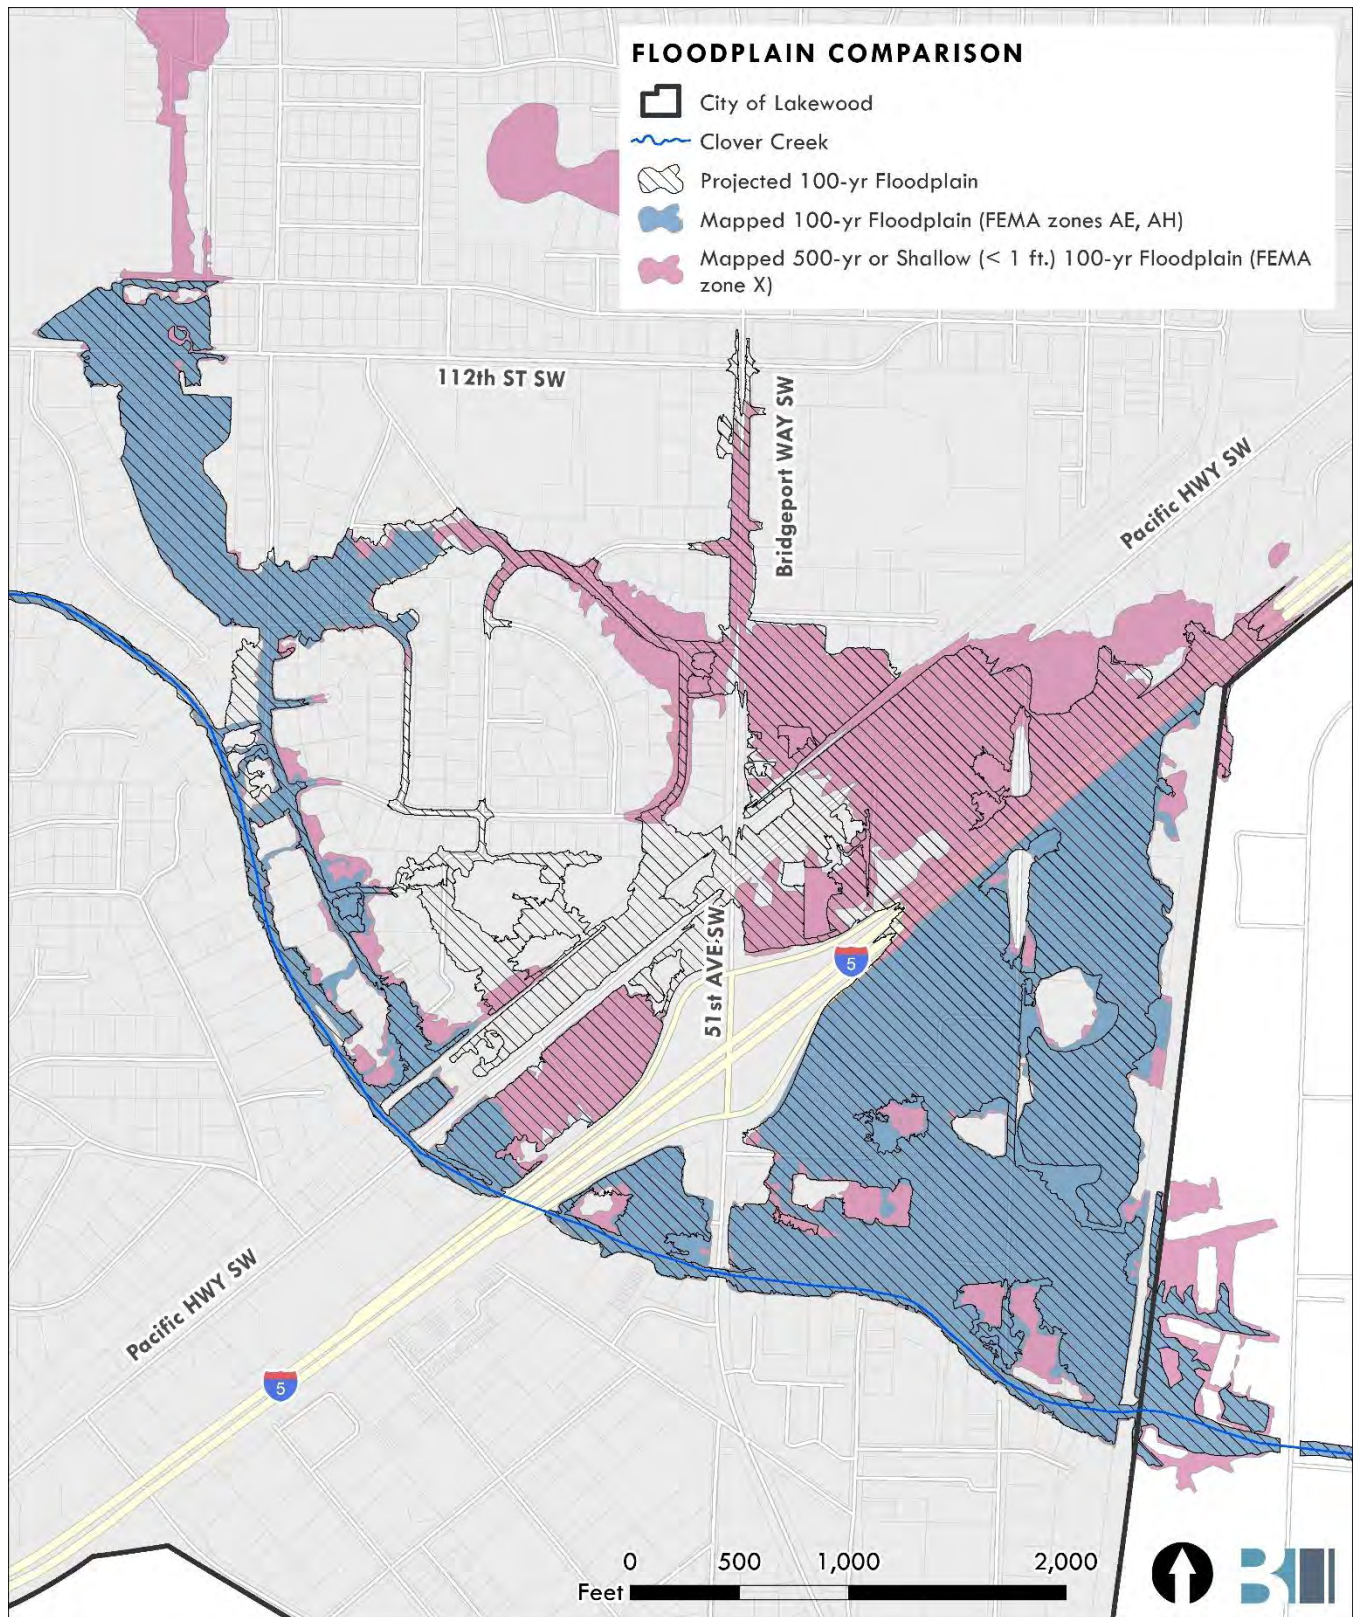 FLOODPLAIN COMPARISON
City of Lakewood
Clover Creek
Projected 100-yr Floodplain
Mapped 100-yr Floodplain (FEMA zones AE, AH)
Mapped 500-yr or Shallow (< 1 ft.) 100-yr Floodplain (FEMA
zone X)
112th ST SW
Bridgeport WAY SW
Pacific HWY SW
51st AVE SW
5
Pacific HWY SW
5
0 500 1,000 2,000
Feet